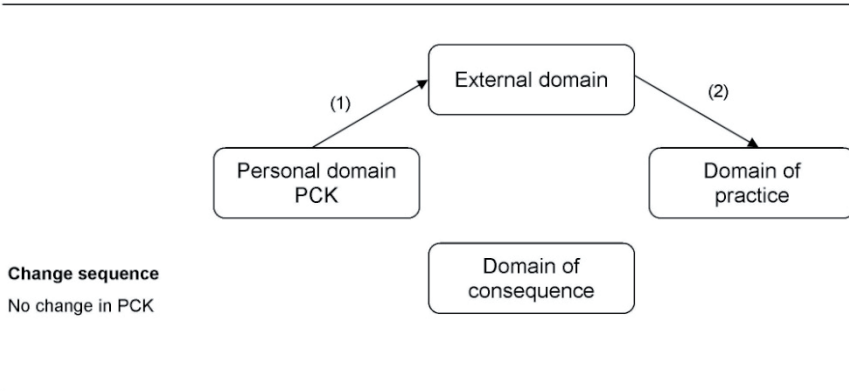 External domain
(1)
(2)
Personal domain
PCK
Domain of
practice
Domain of
consequence
Change sequence
No change in PCK